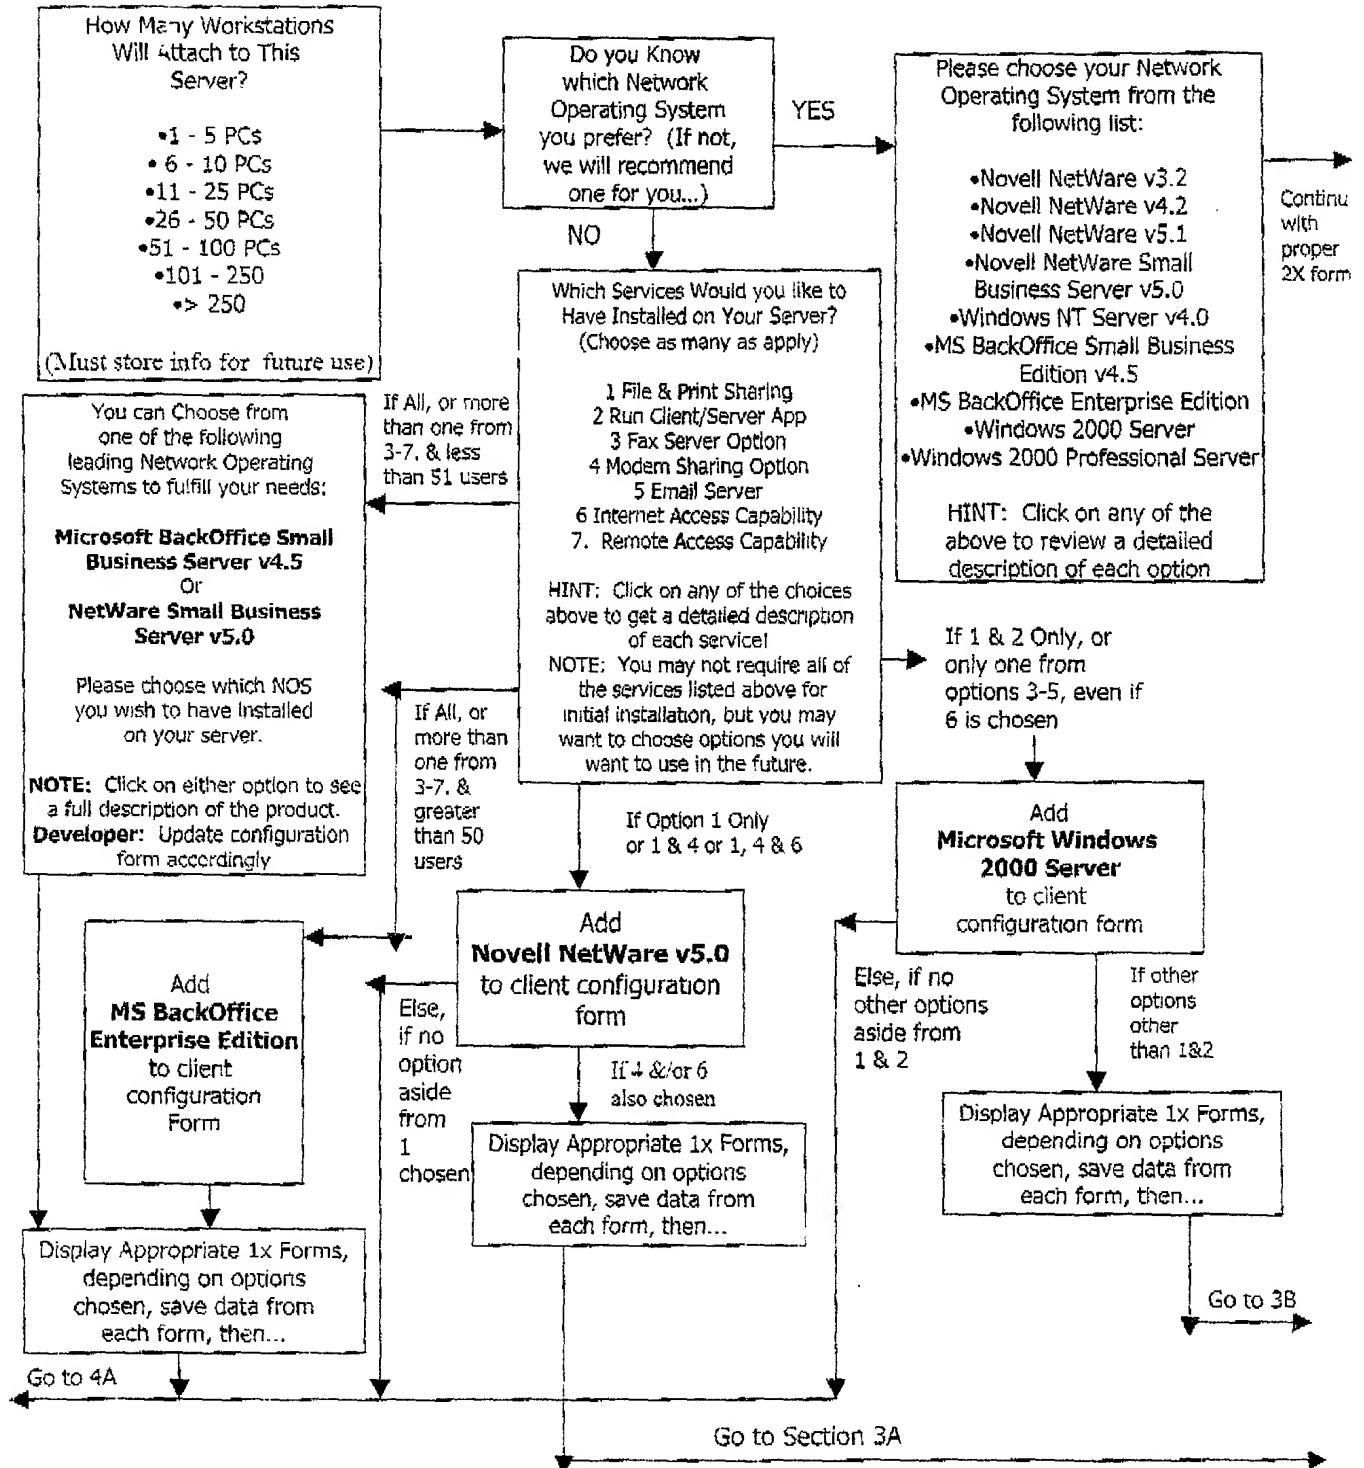 How Many Workstations
Will Attach to This
Server?
•1 - 5 PCs
• 6 - 10 PCs
•11 - 25 PCs
•26 - 50 PCs
•51 - 100 PCs
•101 - 250
•> 250
(Must store info for future use)
Do you Know
which Network
Operating System
you prefer? (If not,
we will recommend
one for you...)
YES
NO
Please choose your Network
Operating System from the
following list:
•Novell NetWare v3.2
•Novell NetWare v4.2
•Novell NetWare v5.1
•Novell NetWare Small
Business Server v5.0
•Windows NT Server v4.0
•MS BackOffice Small Business
Edition v4.5
•MS BackOffice Enterprise Edition
•Windows 2000 Server
•Windows 2000 Professional Server
HINT: Click on any of the
above to review a detailed
description of each option
Continu
with
proper
2X form
Which Services Would you like to
Have Installed on Your Server?
(Choose as many as apply)
1 File & Print Sharing
2 Run Client/Server App
3 Fax Server Option
4 Modem Sharing Option
5 Email Server
6 Internet Access Capability
7. Remote Access Capability
HINT: Click on any of the choices
above to get a detailed description
of each service!
NOTE: You may not require all of
the services listed above for
initial installation, but you may
want to choose options you will
want to use in the future.
If All, or more
than one from
3-7. & less
than 51 users
You can Choose from
one of the following
leading Network Operating
Systems to fulfill your needs:
Microsoft BackOffice Small
Business Server v4.5
Or
NetWare Small Business
Server v5.0
Please choose which NOS
you wish to have installed
on your server.
NOTE: Click on either option to see
a full description of the product.
Developer: Update configuration
form accordingly
If All, or
more than
one from
3-7. &
greater
than 50
users
If Option 1 Only
or 1 & 4 or 1, 4 & 6
If 1 & 2 Only, or
only one from
options 3-5, even if
6 is chosen
Add
Microsoft Windows
2000 Server
to client
configuration form
Add
Novell NetWare v5.0
to client configuration
form
Add
MS BackOffice
Enterprise Edition
to client
configuration
Form
Else,
if no
option
aside
from
1
chosen
If 4 &/or 6
also chosen
Else, if no
other options
aside from
1 & 2
If other
options
other
than 1&2
Display Appropriate 1x Forms,
depending on options
chosen, save data from
each form, then...
Display Appropriate 1x Forms,
depending on options
chosen, save data from
each form, then...
Display Appropriate 1x Forms,
depending on options
chosen, save data from
each form, then...
Go to 3B
Go to 4A
Go to Section 3A